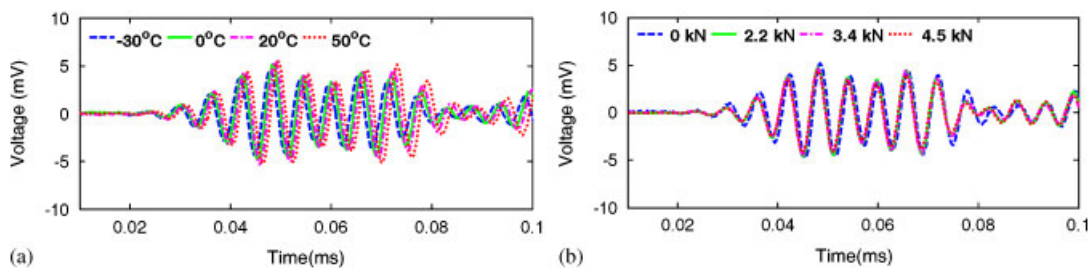 10
5
0
-5
-10
Voltage (mV)
-30°C 0°C 20°C 50°C
0.02 0.04 0.06 0.08 0.1
Time(ms)
(a)
10
5
0
-5
-10
Voltage (mV)
0 kN 2.2 kN 3.4 kN 4.5 kN
0.02 0.04 0.06 0.08 0.1
Time(ms)
(b)